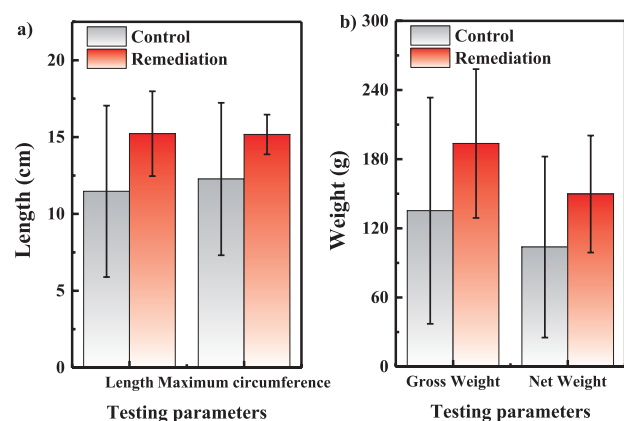 a)
Length (cm)
20
15
10
5
0
Control
Remediation
Length Maximum circumference
Testing parameters
b)
Weight (g)
300
240
180
120
60
0
Control
Remediation
Gross Weight Net Weight
Testing parameters